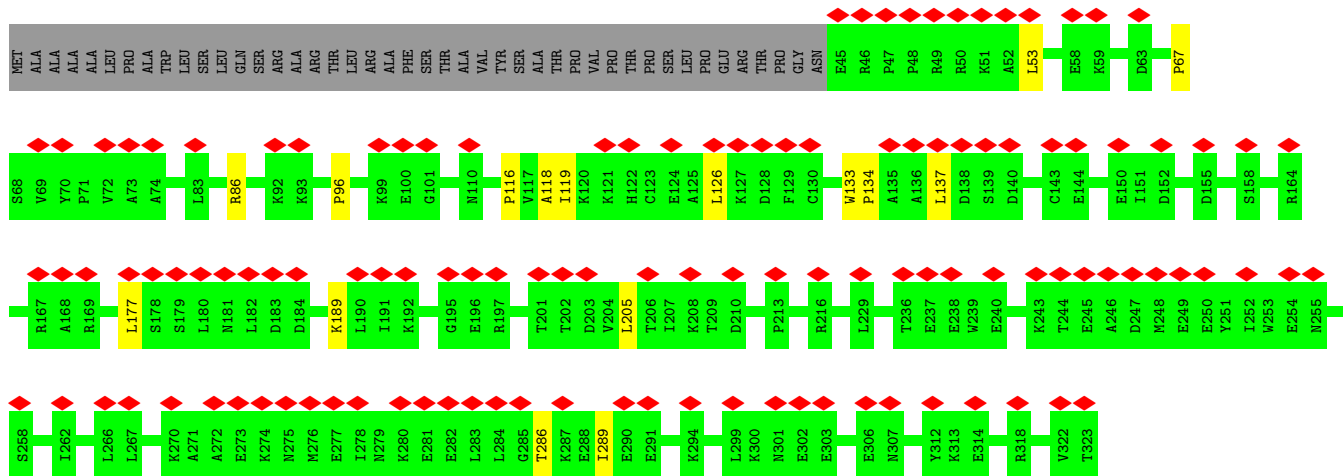 MET ALA ALA ALA ALA LEU PRO ALA TRP LEU SER LEU LEU GLN SER ARG ALA ARG THR LEU ARG ALA PHE SER THR ALA VAL TYR SER ALA THR PRO VAL PRO THR PRO SER LEU PRO GLU ARG THR PRO GLY ASN E45 R46 P47 P48 R49 R50 K51 A52 L53 E58 K59 D63 P67
S68 V69 Y70 P71 V72 A73 A74 L83 R86 K92 K93 P96 K99 E100 G101 N110 P116 V117 A118 I119 K120 K121 H122 C123 E124 A125 L126 K127 D128 F129 C130 W133 P134 A135 A136 L137 D138 S139 D140 C143 E144 E150 I151 D152 D155 S158 R164
R167 A168 R169 L177 S178 S179 L180 N181 L182 D183 D184 K189 L190 I191 K192 G195 E196 R197 T201 T202 D203 V204 L205 T206 I207 K208 T209 D210 P213 R216 L229 T236 E237 E238 W239 E240 K243 T244 E245 A246 D247 M248 E249 E250 Y251 I252 W253 E254 N255
S258 I262 L266 L267 K270 A271 A272 E273 K274 N275 M276 E277 I278 N279 K280 E281 E282 L283 L284 G285 T286 K287 E288 I289 E290 E291 K294 L299 K300 N301 E302 E303 E306 N307 Y312 K313 E314 R318 V322 T323